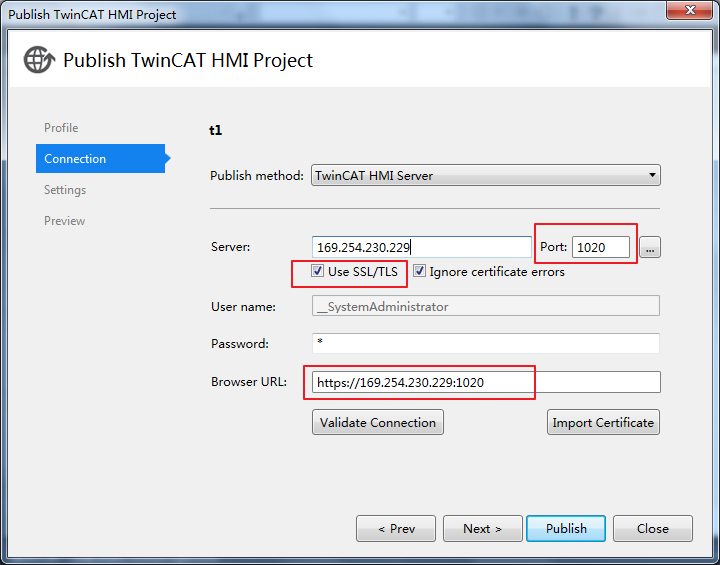 Publish TwinCAT HMI Project
Publish TwinCAT HMI Project
Profile
Connection
Settings
Preview
t1
Publish method: TwinCAT HMI Server
Server: 169.254.230.229 Port: 1020 ...
Use SSL/TLS Ignore certificate errors
User name: __SystemAdministrator
Password: *
Browser URL: https://169.254.230.229:1020
Validate Connection Import Certificate
< Prev Next > Publish Close